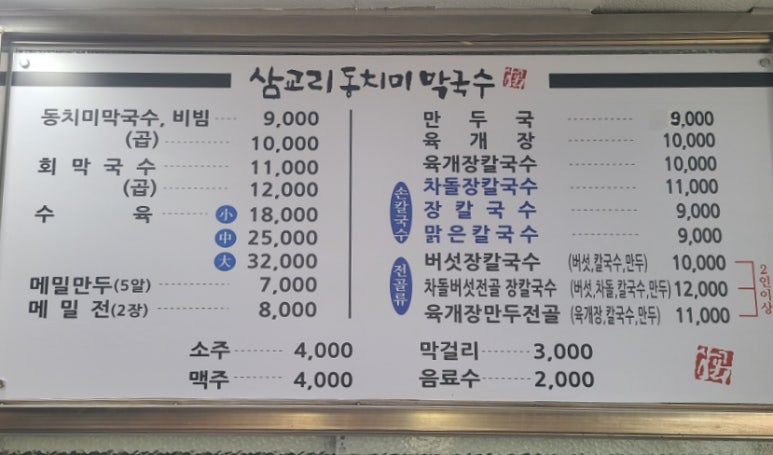 삼교리동치미막국수
동치미막국수, 비빔 9,000
(곱) 10,000
회막국수 11,000
(곱) 12,000
수육 小 18,000
中 25,000
大 32,000
메밀만두(5알) 7,000
메밀전(2장) 8,000
만두국 9,000
육개장 10,000
육개장칼국수 10,000
손칼국수
차돌장칼국수 11,000
장칼국수 9,000
맑은칼국수 9,000
전골류
버섯장칼국수 (버섯,칼국수,만두) 10,000
차돌버섯전골 장칼국수 (버섯,차돌,칼국수,만두) 12,000
육개장만두전골 (육개장,칼국수,만두) 11,000
2인이상
소주 4,000
맥주 4,000
막걸리 3,000
음료수 2,000